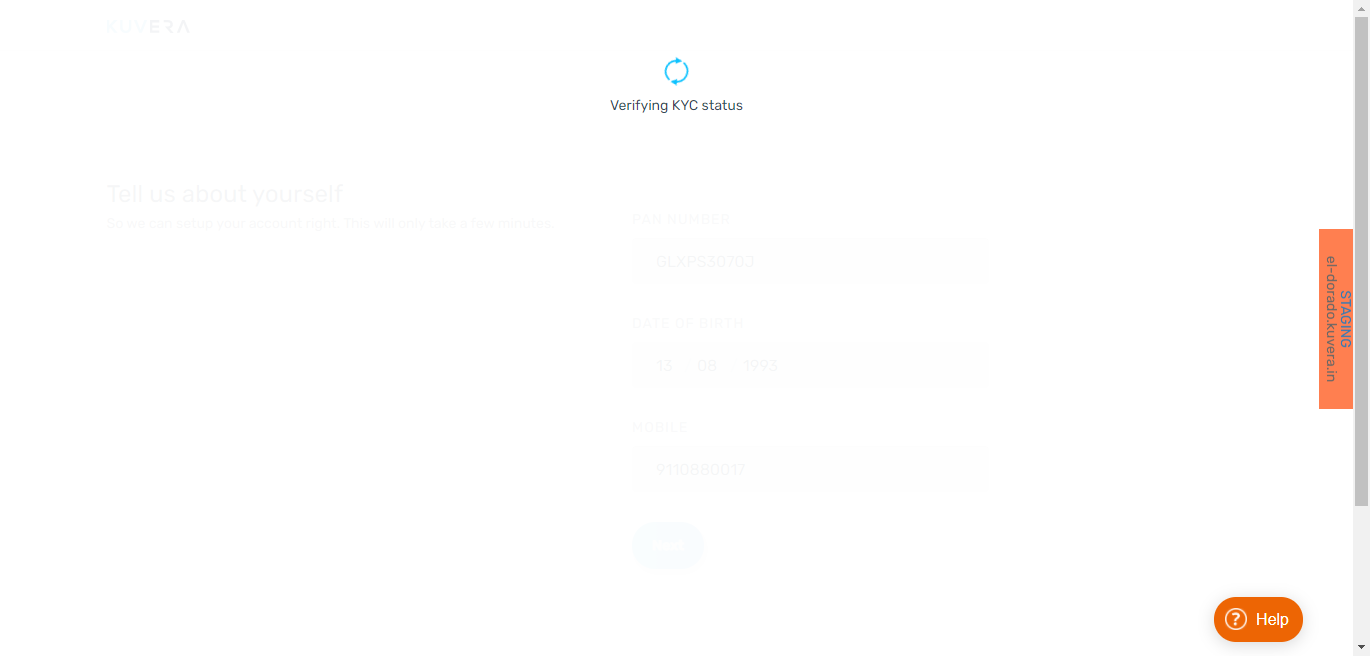 KUVERA
Verifying KYC status
Tell us about yourself
So we can setup your account right. This will only take a few minutes
PAN NUMBER
GLXPS3070J
DATE OF BIRTH
13 08 1993
MOBILE
9110880017
STAGING
el-dorado.kuvera.in
Help